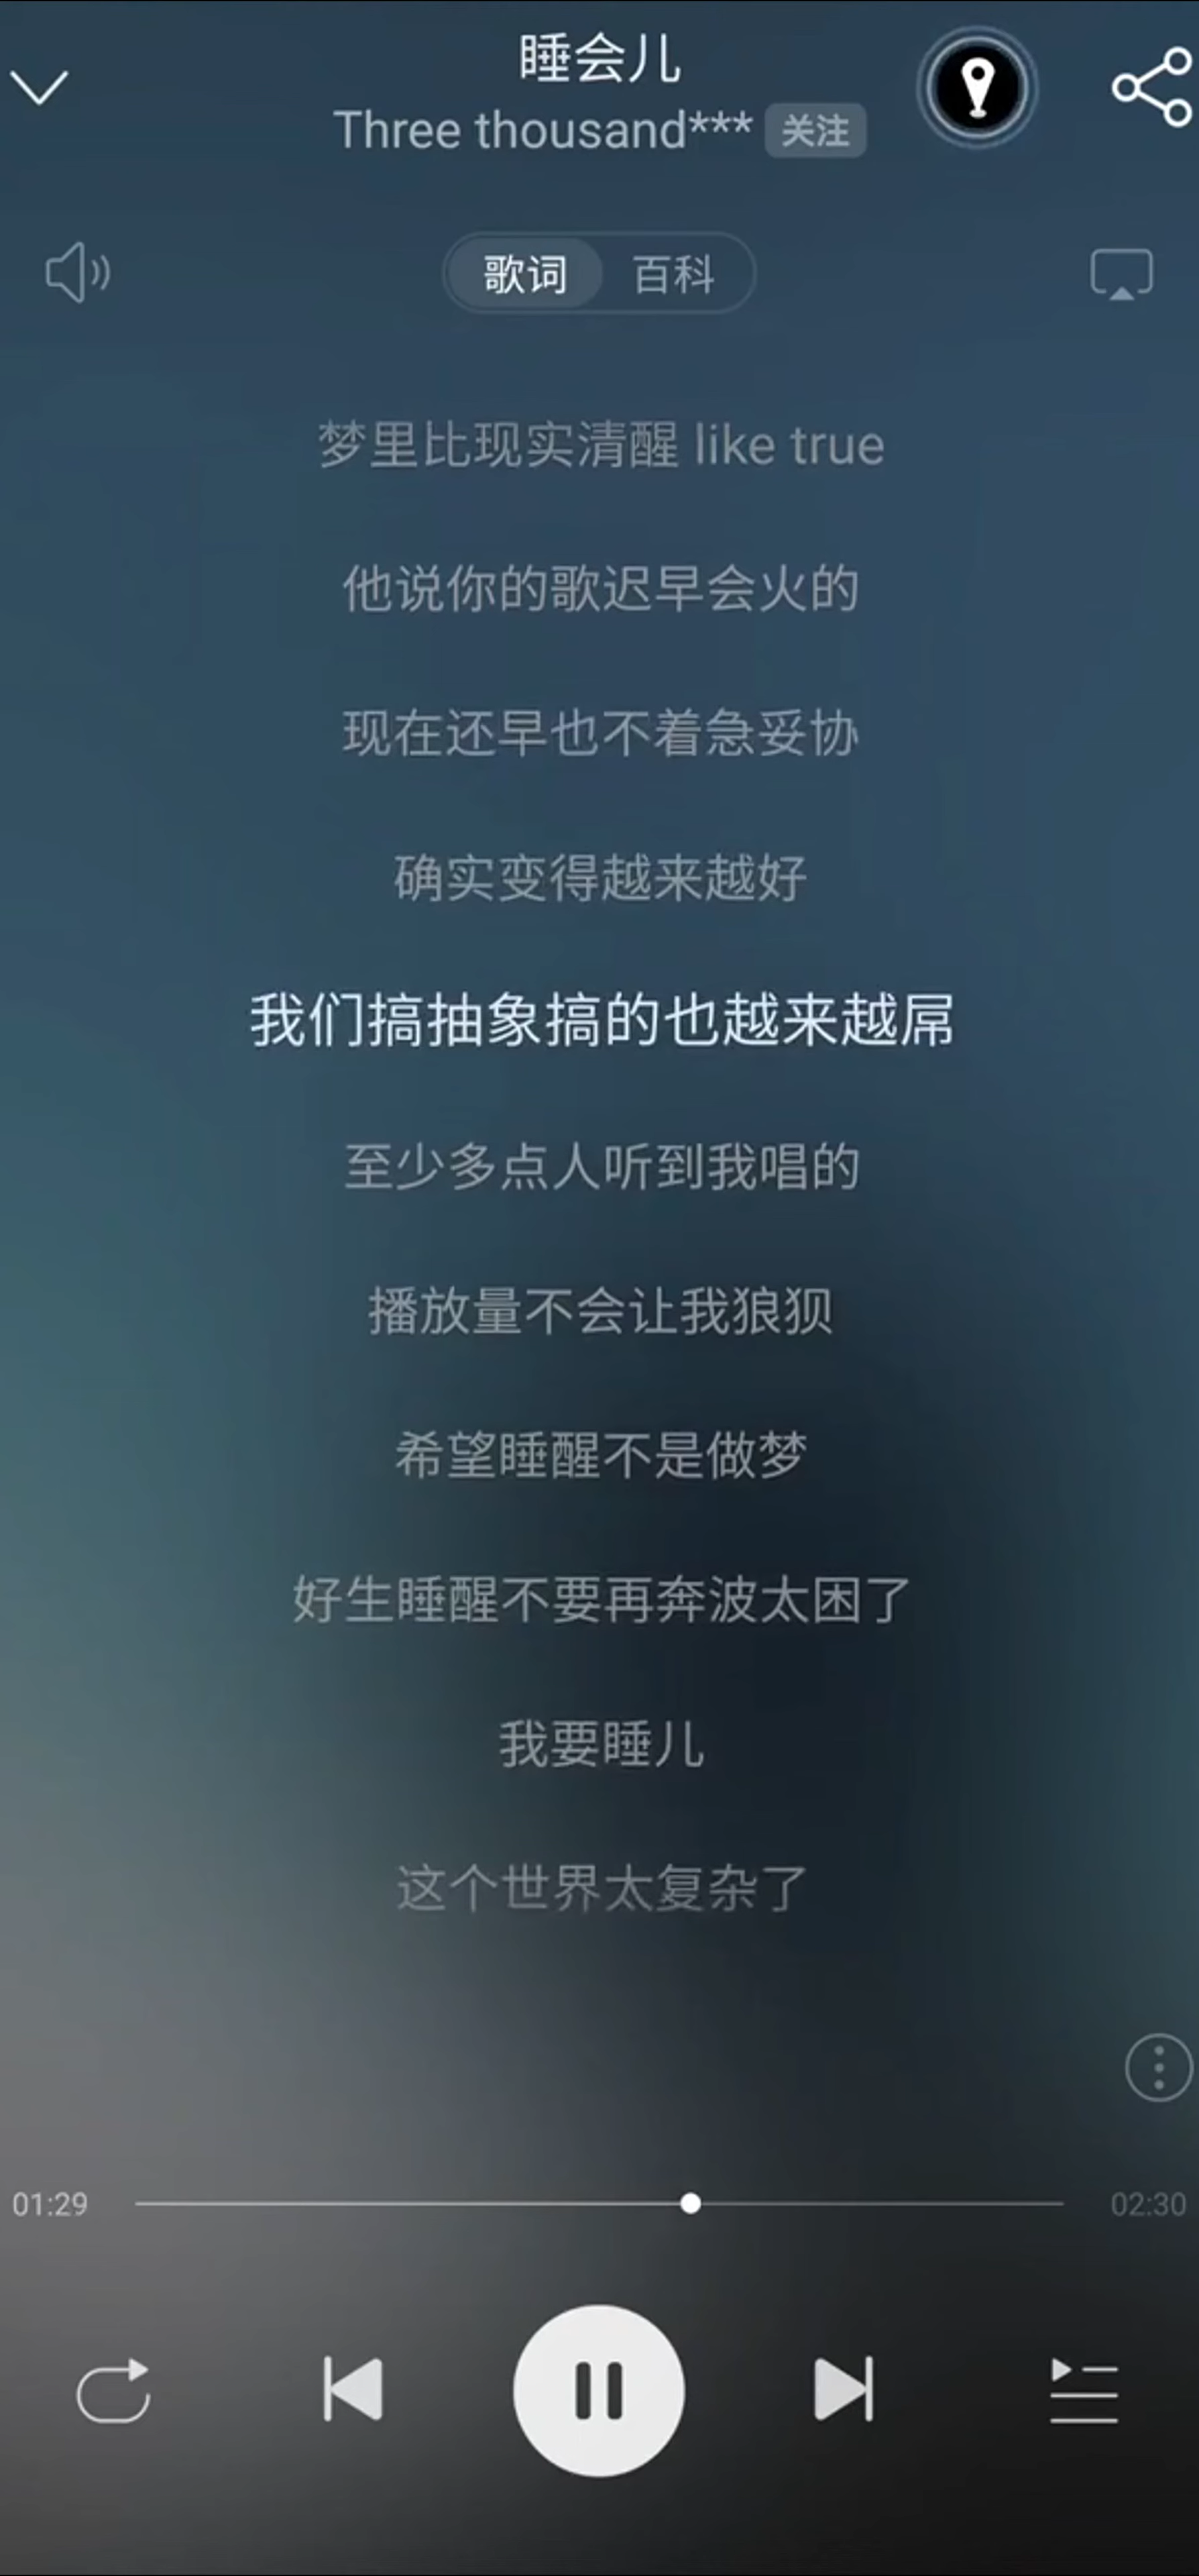 睡会儿
Three thousand*** 关注
歌词 百科
梦里比现实清醒 like true
他说你的歌迟早会火的
现在还早也不着急妥协
确实变得越来越好
我们搞抽象搞的也越来越屌
至少多点人听到我唱的
播放量不会让我狼狈
希望睡醒不是做梦
好生睡醒不要再奔波太困了
我要睡儿
这个世界太复杂了
01:29 02:30